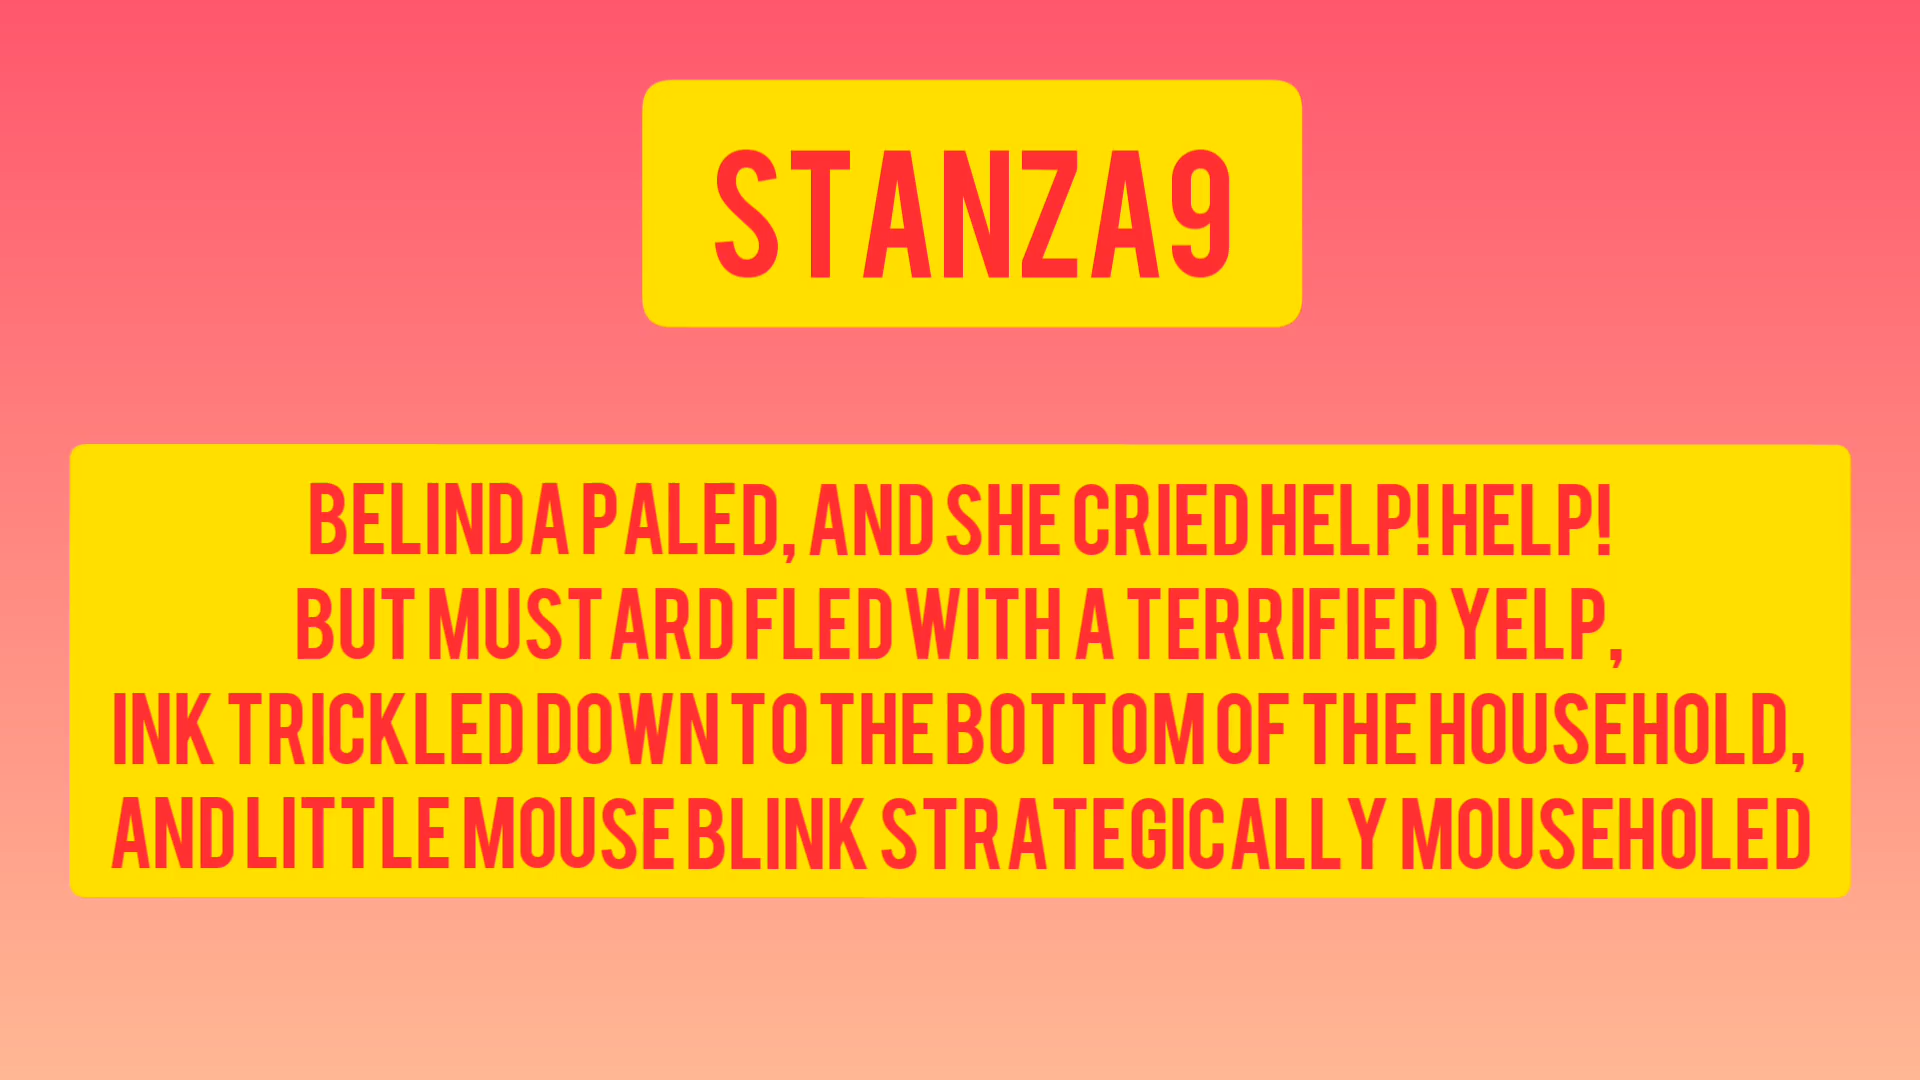 STANZA9
BELINDA PALED, AND SHE CRIED HELP! HELP!
BUT MUSTARD FLED WITH A TERRIFIED YELP,
INK TRICKLED DOWN TO THE BOTTOM OF THE HOUSEHOLD,
AND LITTLE MOUSE BLINK STRATEGICALLY MOUSEHOLED